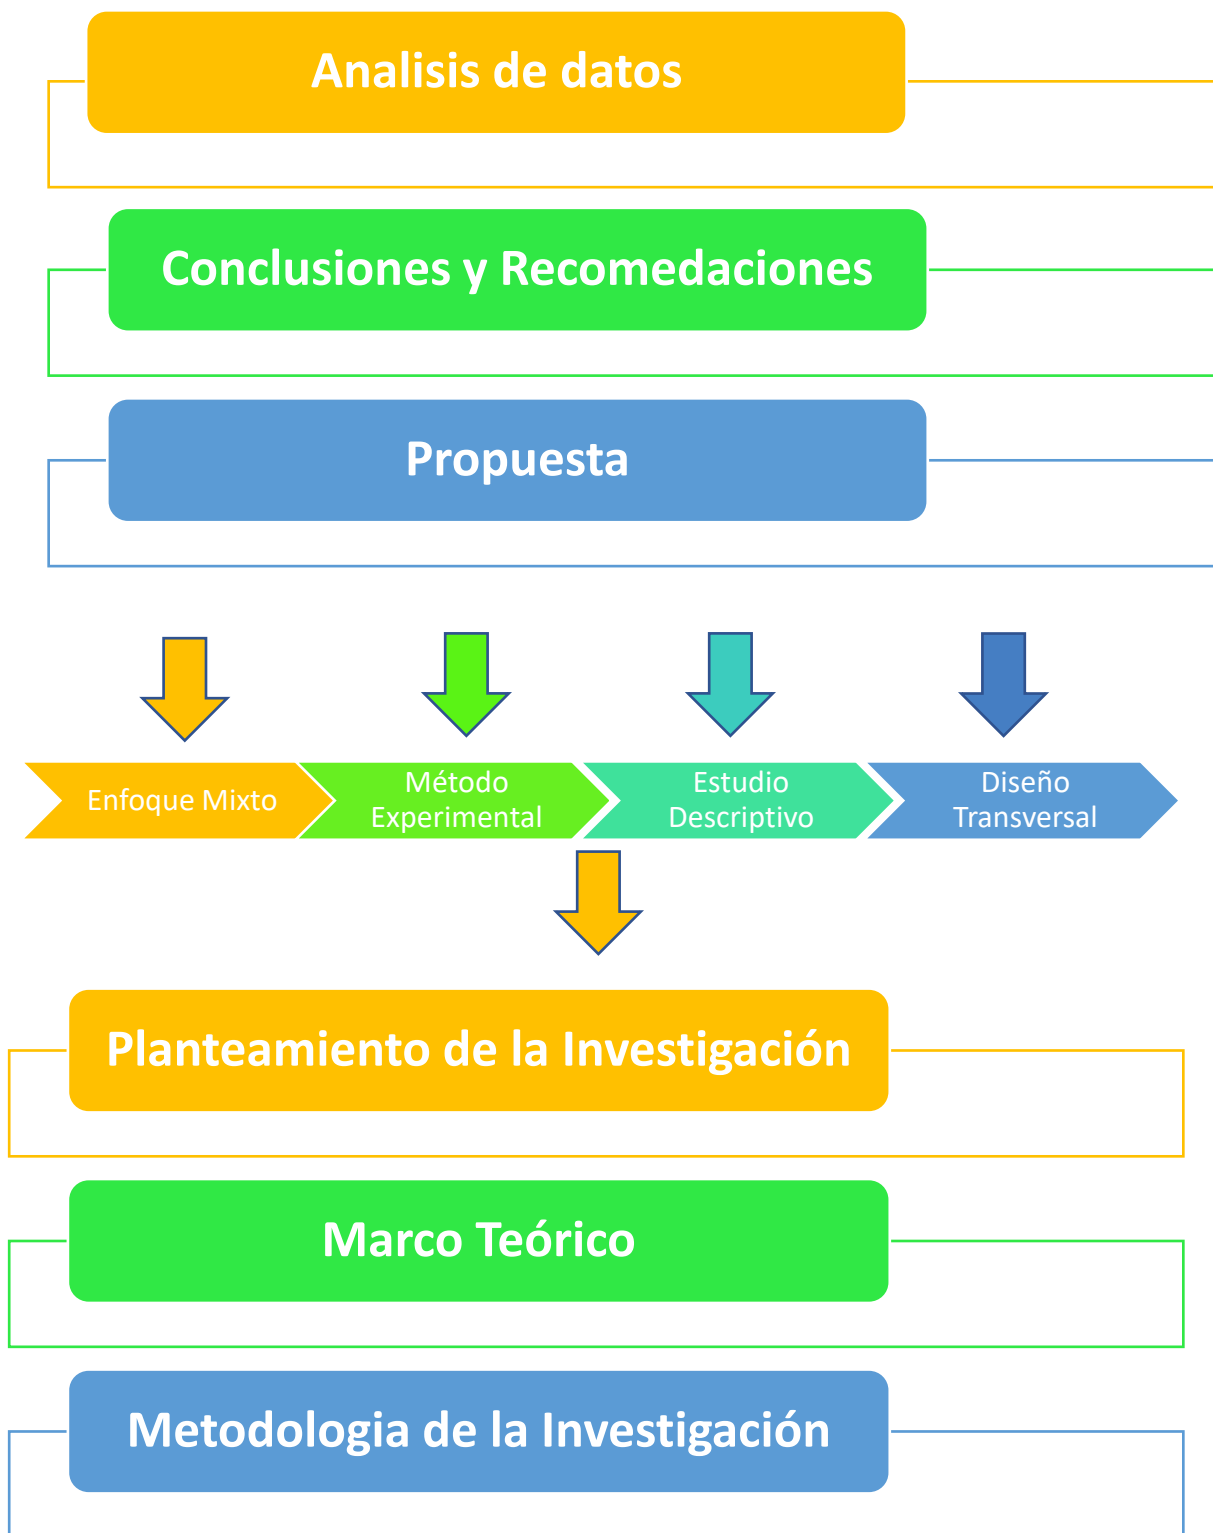 Analisis de datos
Conclusiones y Recomedaciones
Propuesta
Enfoque Mixto
Método
Experimental
Estudio
Descriptivo
Diseño
Transversal
Planteamiento de la Investigación
Marco Teórico
Metodologia de la Investigación